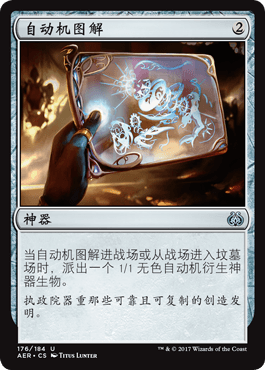 自动机图解 2
神器
当自动机图解进战场或从战场进入坟墓
场时，派出一个 1/1 无色自动机衍生神
器生物。
执政院器重那些可靠且可复制的创造发
明。
176/184 U
AER • CS Titus Lunter
™ & © 2017 Wizards of the Coast